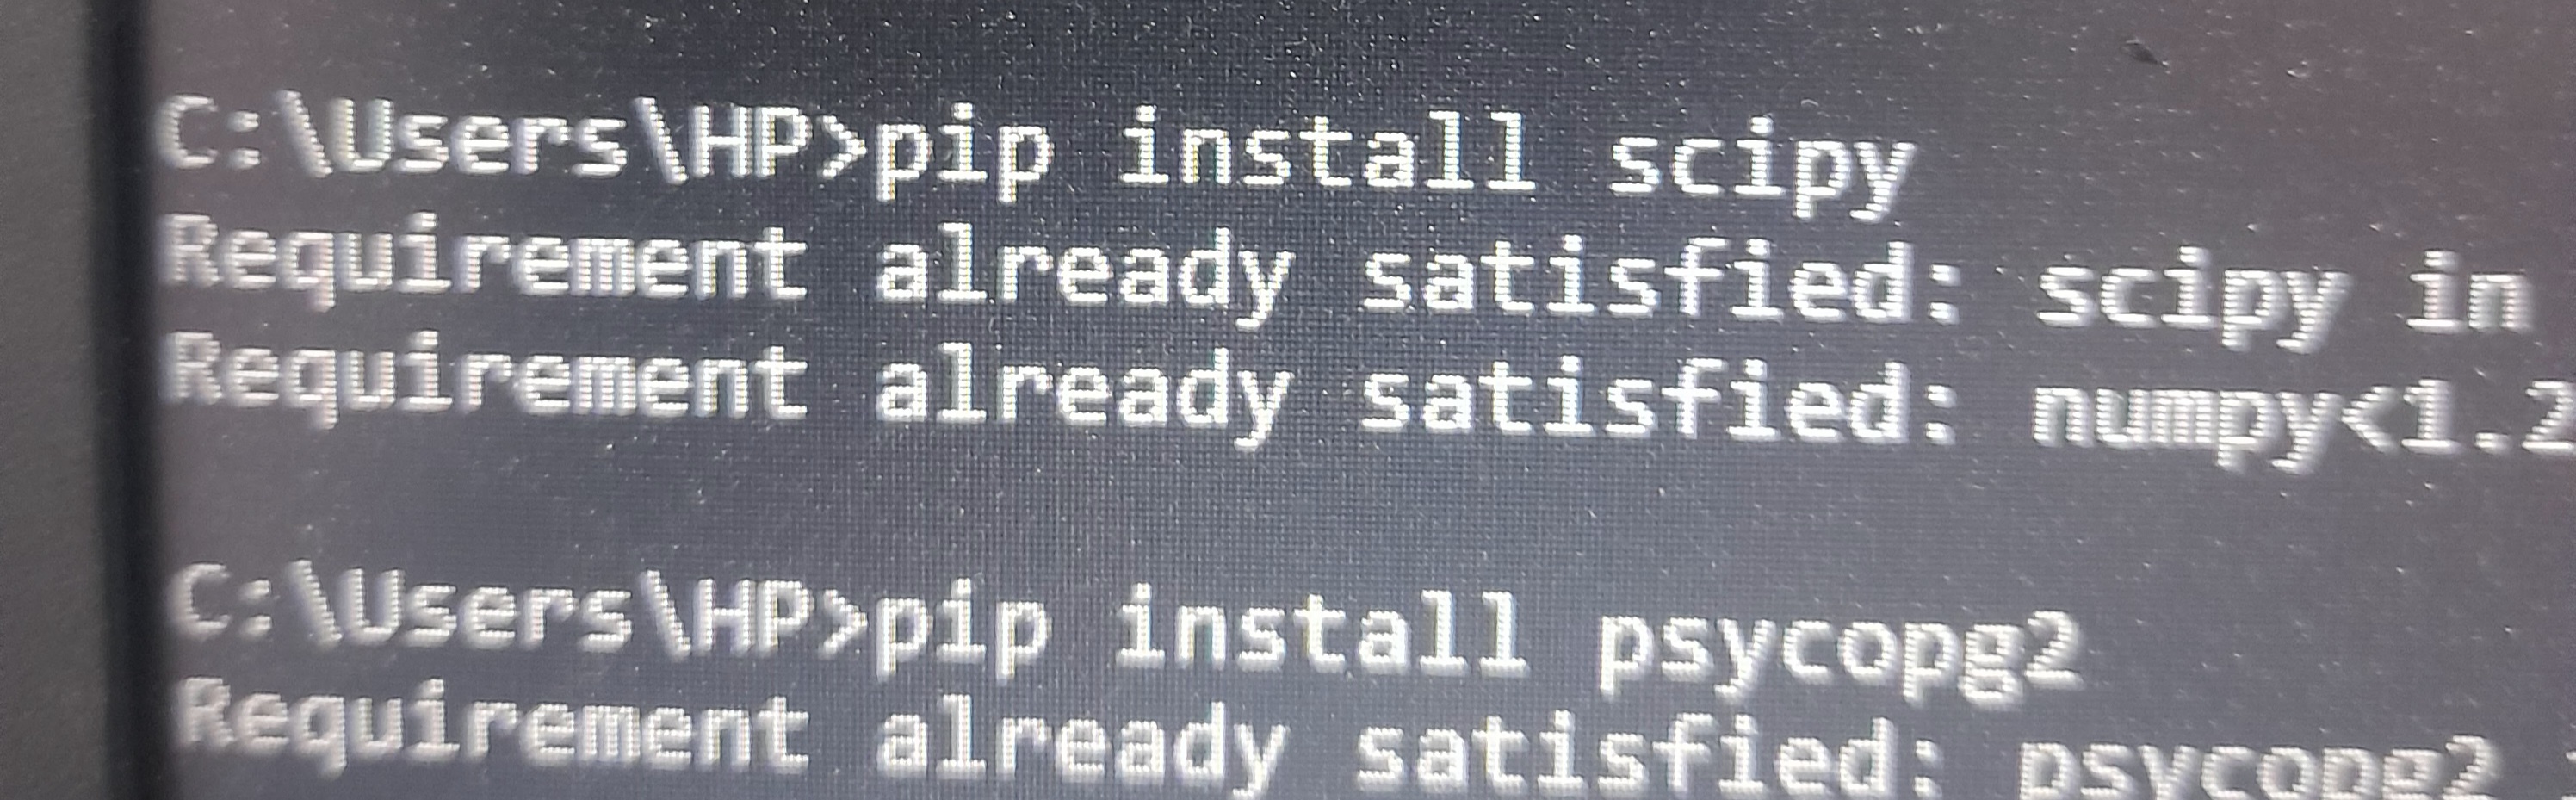 C:\Users\HP>pip install scipy
Requirement already satisfied: scipy in
Requirement already satisfied: numpy<1.2
C:\Users\HP>pip install psycopg2
Requirement already satisfied: psycopg2